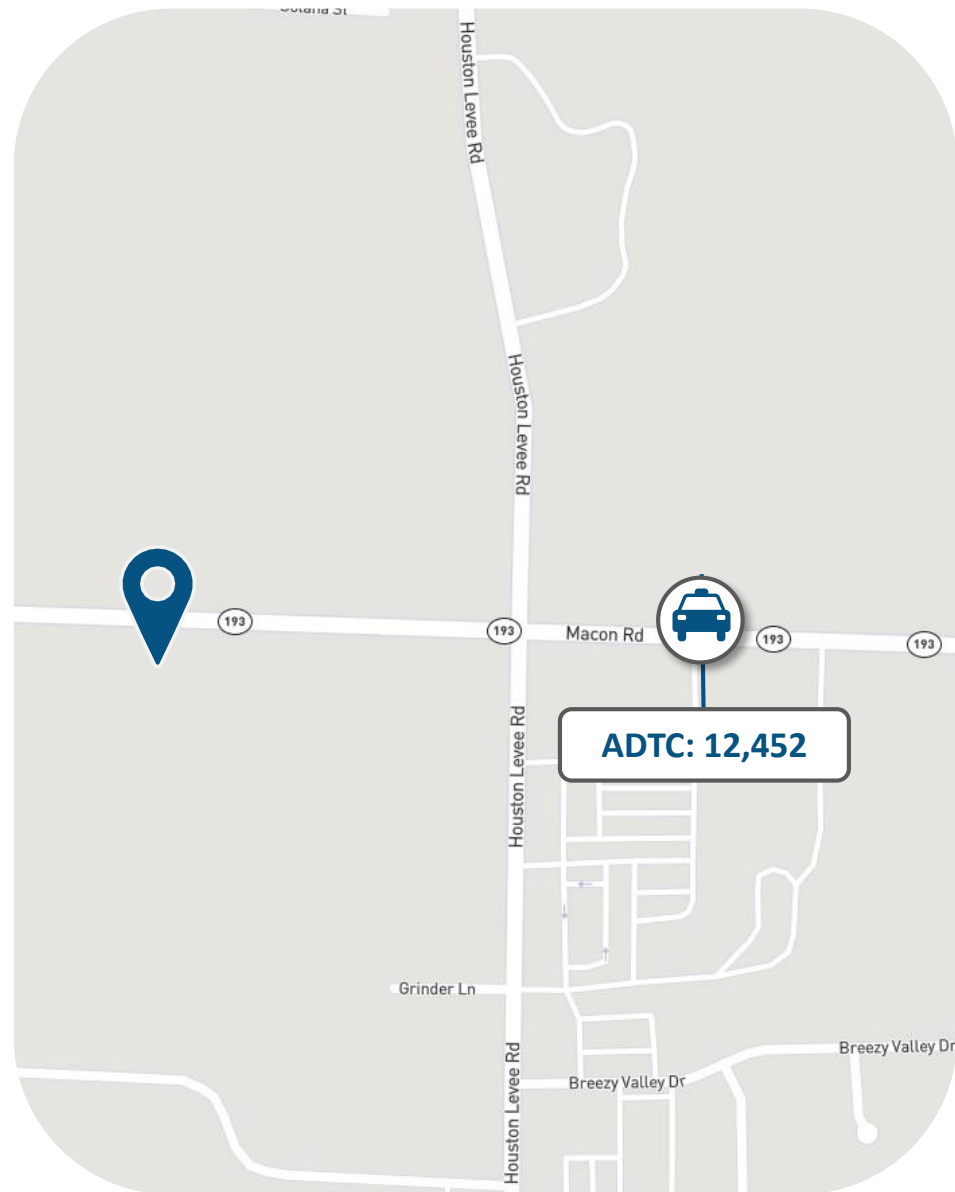 Houston Levee Rd
Houston Levee Rd
193
193
Macon Rd
193
193
Houston Levee Rd
ADTC: 12,452
Grinder Ln
Houston Levee Rd
Breezy Valley Dr
Breezy Valley Dr